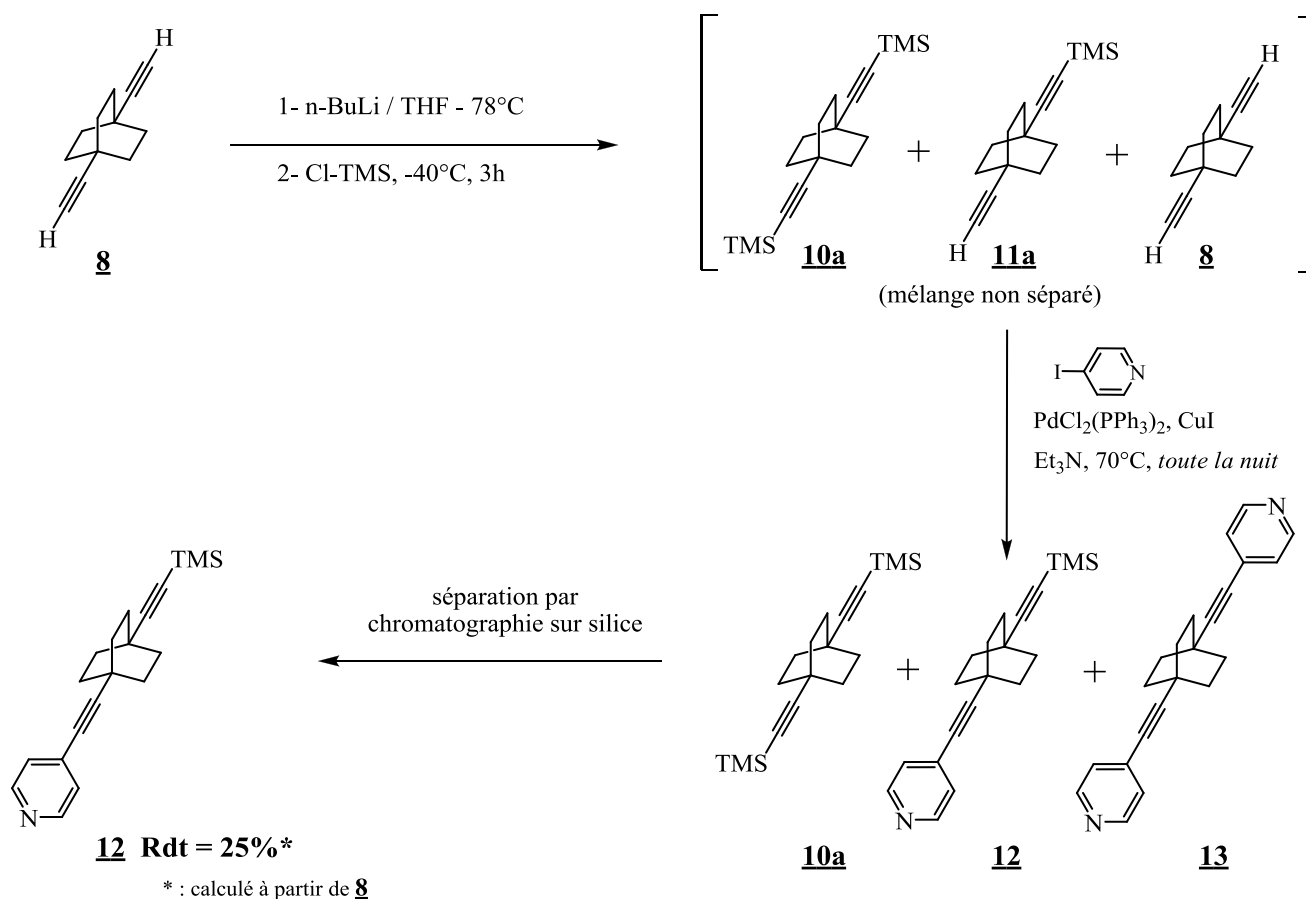 H
H
8
1- n-BuLi / THF - 78°C
2- Cl-TMS, -40°C, 3h
TMS
TMS
10a
+
TMS
H
11a
+
H
H
8
(mélange non séparé)
I
N
PdCl2(PPh3)2, CuI
Et3N, 70°C, toute la nuit
TMS
TMS
10a
+
TMS
N
12
+
N
N
13
séparation par
chromatographie sur silice
TMS
N
12 Rdt = 25%*
* : calculé à partir de 8